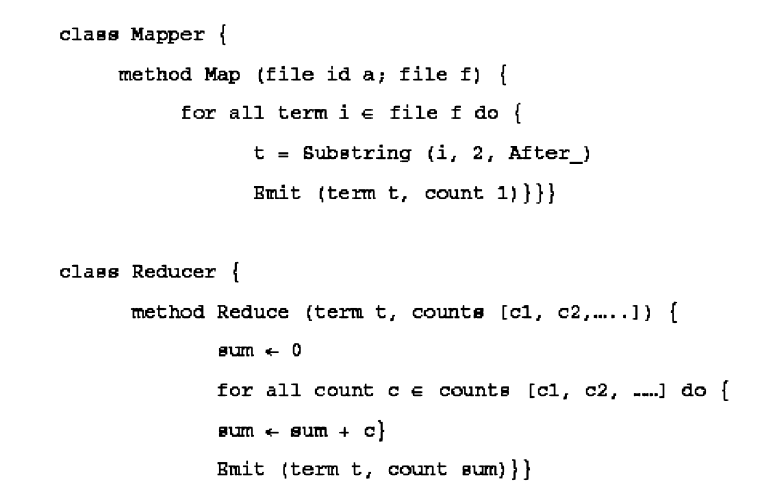 class Mapper {
method Map (file id a; file f) {
for all term i ∈ file f do {
t = Substring (i, 2, After_)
Emit (term t, count 1)}}}
class Reducer {
method Reduce (term t, counts [c1, c2,.....]) {
sum ← 0
for all count c ∈ counts [c1, c2, .....] do {
sum ← sum + c}
Emit (term t, count sum)}}